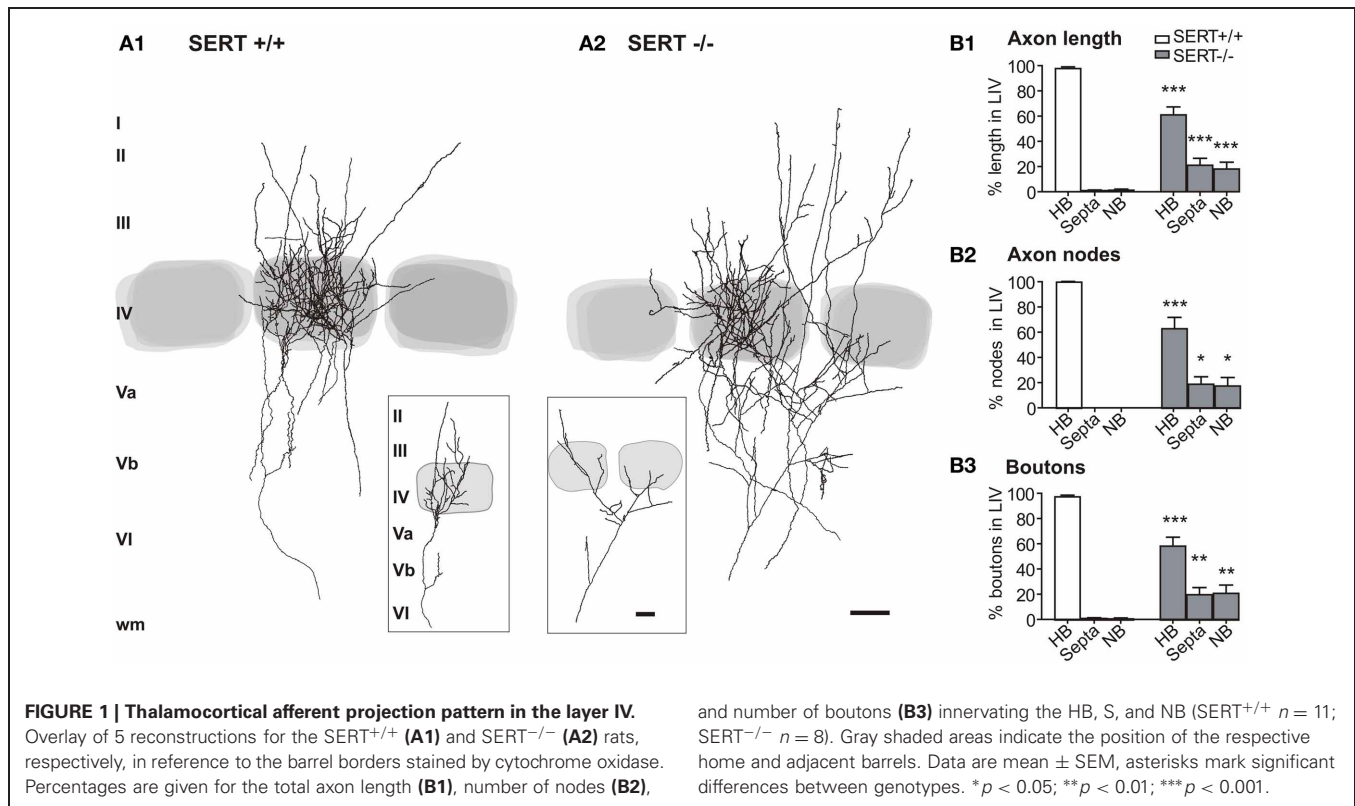 A1 SERT +/+
A2 SERT -/-
I
II
III
IV
Va
Vb
VI
wm
II
III
IV
Va
Vb
VI
B1 Axon length
SERT+/+
SERT-/-
% length in LIV
100
80
60
40
20
0
***
***
***
HB Septa NB HB Septa NB
B2 Axon nodes
% nodes in LIV
100
80
60
40
20
0
***
*
*
HB Septa NB HB Septa NB
B3 Boutons
% boutons in LIV
100
80
60
40
20
0
***
**
**
HB Septa NB HB Septa NB
FIGURE 1 | Thalamocortical afferent projection pattern in the layer IV.
Overlay of 5 reconstructions for the SERT+/+ (A1) and SERT−/− (A2) rats,
respectively, in reference to the barrel borders stained by cytochrome oxidase.
Percentages are given for the total axon length (B1), number of nodes (B2),
and number of boutons (B3) innervating the HB, S, and NB (SERT+/+ n = 11;
SERT−/− n = 8). Gray shaded areas indicate the position of the respective
home and adjacent barrels. Data are mean ± SEM, asterisks mark significant
differences between genotypes. *p < 0.05; **p < 0.01; ***p < 0.001.